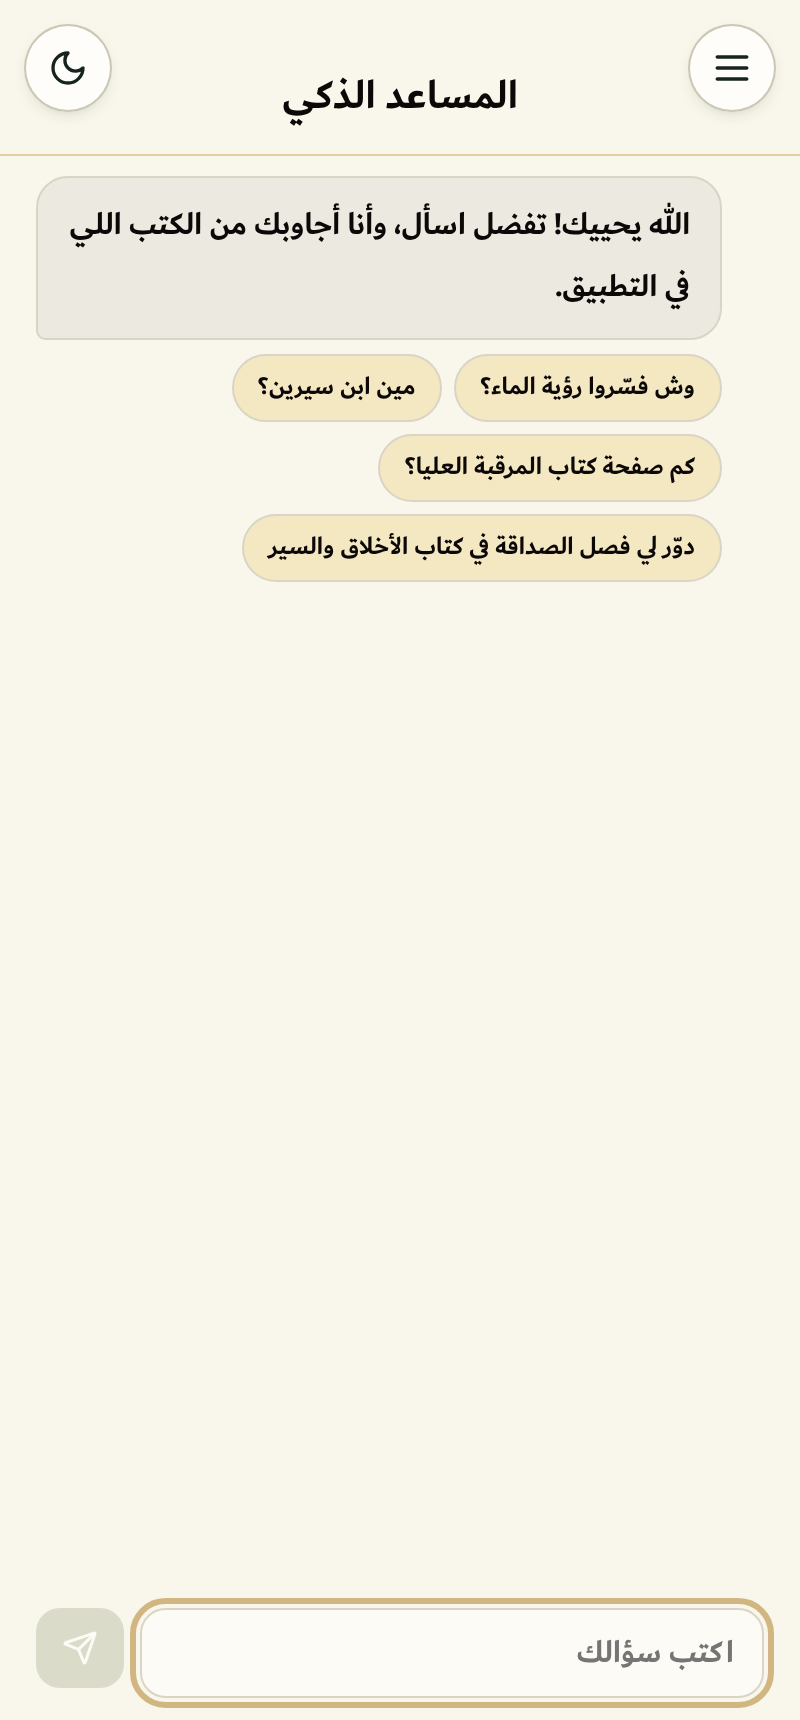 المساعد الذكي
الله يحييك! تفضل اسأل، وأنا أجاوبك من الكتب اللي
في التطبيق.
وش فسّروا رؤية الماء؟
مين ابن سيرين؟
كم صفحة كتاب المرقبة العليا؟
دوّر لي فصل الصداقة في كتاب الأخلاق والسير
اكتب سؤالك